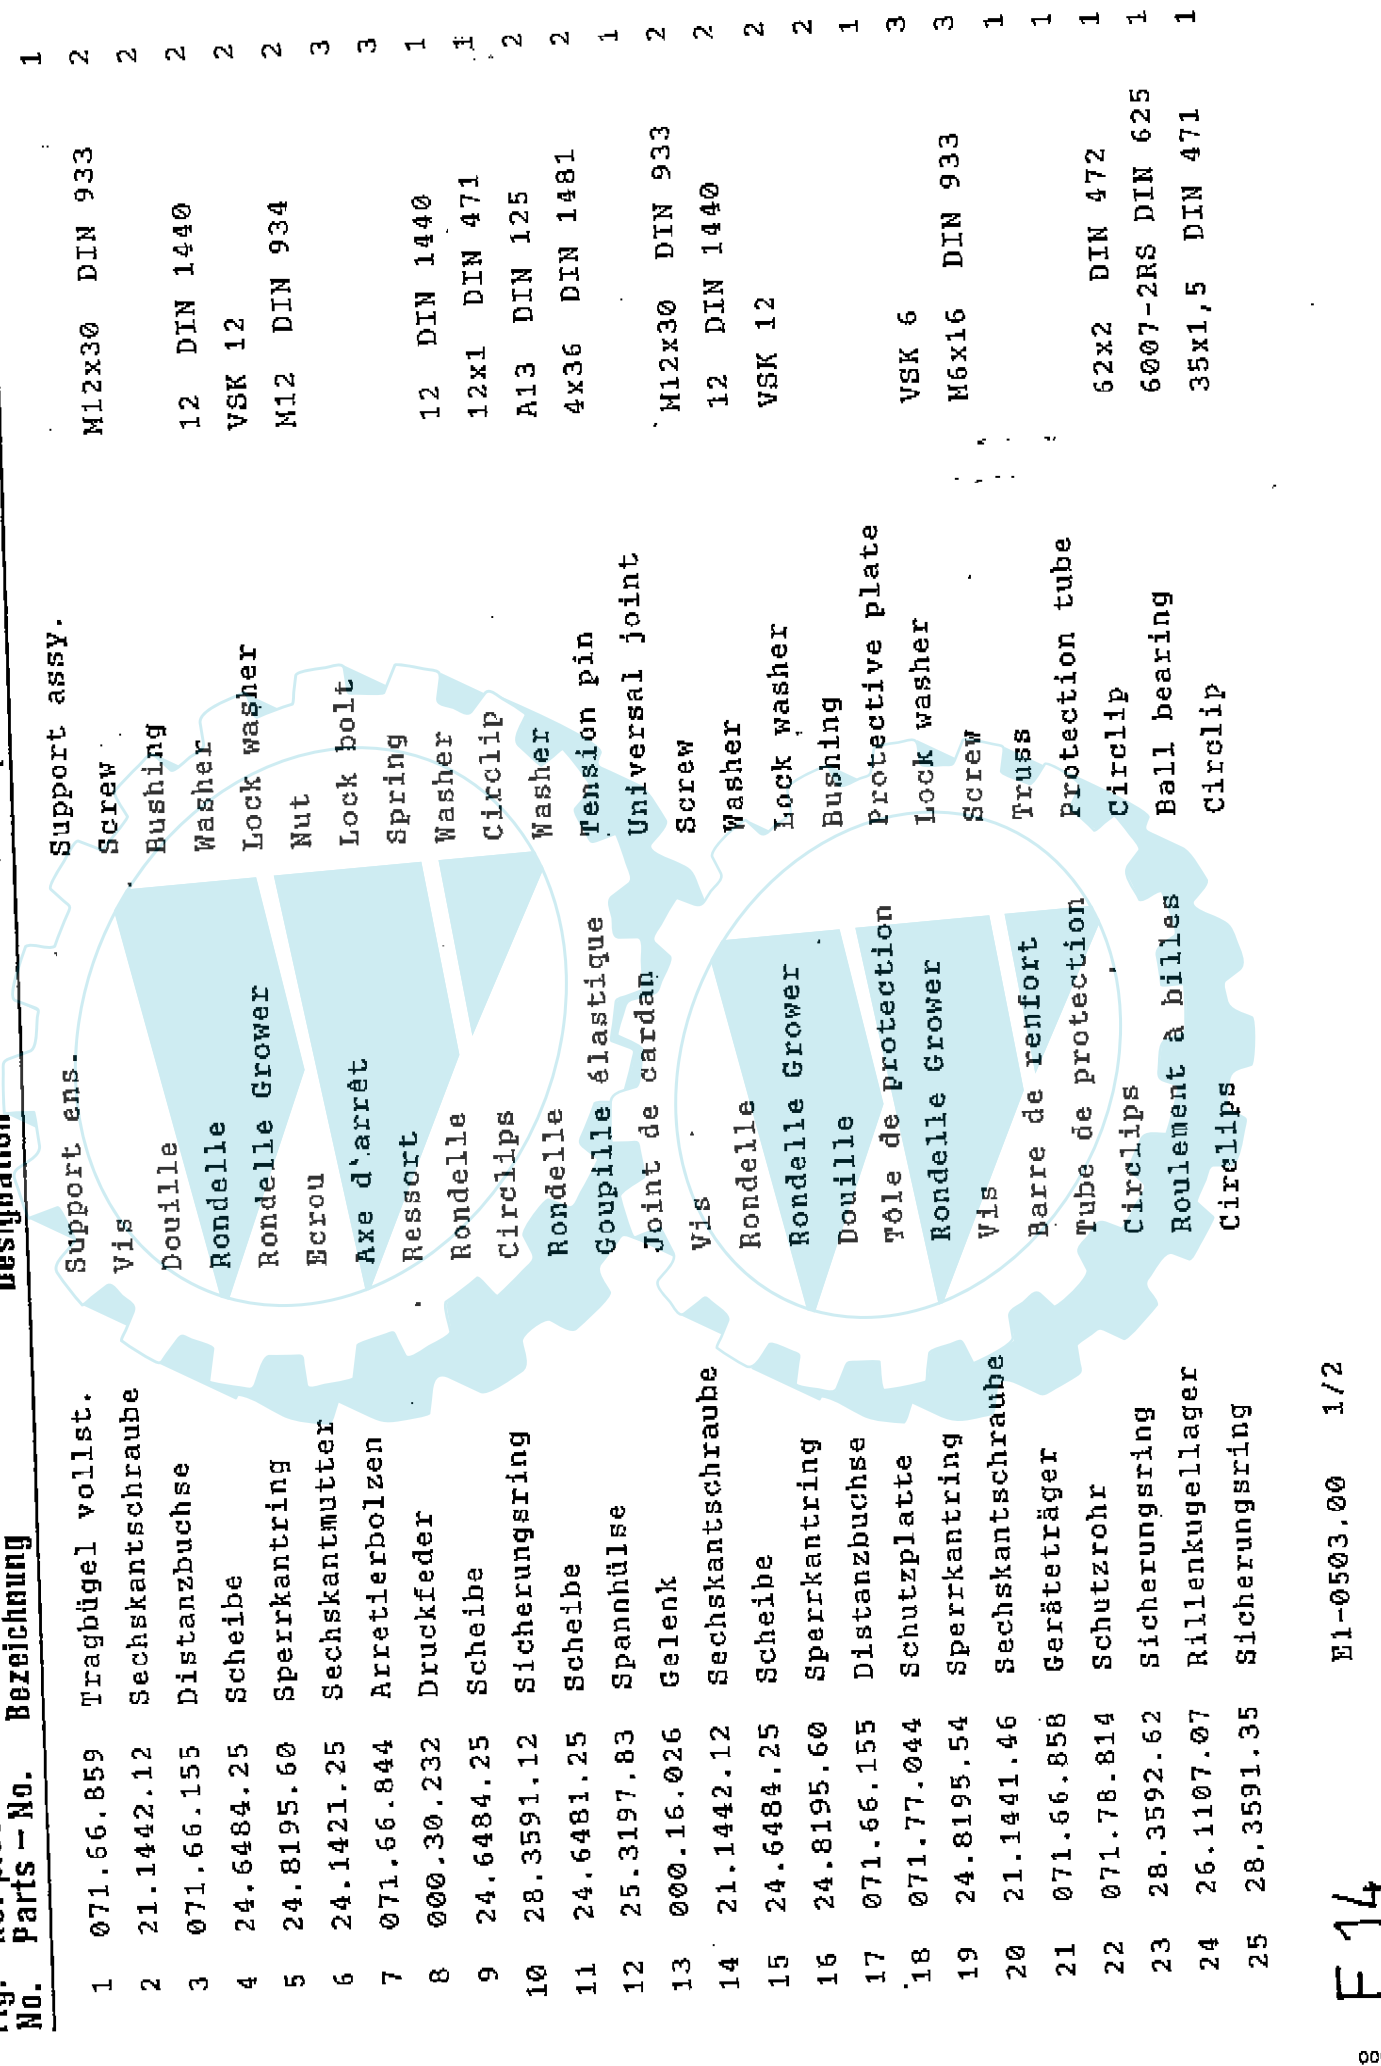 No. Parts – No. Bezeichnung
1 071.66.859 Tragbügel vollst. Support ens. Support assy. 1
2 21.1442.12 Sechskantschraube Vis Screw M12x30 DIN 933 2
3 071.66.155 Distanzbuchse Douille Bushing 2
4 24.6484.25 Scheibe Rondelle Washer 12 DIN 1440 2
5 24.8195.60 Sperrkantring Rondelle Grower Lock washer VSK 12 2
6 24.1421.25 Sechskantmutter Ecrou Nut M12 DIN 934 2
7 071.66.844 Arretierbolzen Axe d'arrêt Lock bolt 3
8 000.30.232 Druckfeder Ressort Spring 3
9 24.6484.25 Scheibe Rondelle Washer 12 DIN 1440 1
10 28.3591.12 Sicherungsring Circlips Circlip 12x1 DIN 471 1
11 24.6481.25 Scheibe Rondelle Washer A13 DIN 125 2
12 25.3197.83 Spannhülse Goupille élastique Tension pin 4x36 DIN 1481 2
13 000.16.026 Gelenk Joint de cardan Universal joint 1
14 21.1442.12 Sechskantschraube Vis Screw M12x30 DIN 933 2
15 24.6484.25 Scheibe Rondelle Washer 12 DIN 1440 2
16 24.8195.60 Sperrkantring Rondelle Grower Lock washer VSK 12 2
17 071.66.155 Distanzbuchse Douille Bushing 2
18 071.77.044 Schutzplatte Tôle de protection Protective plate 1
19 24.8195.54 Sperrkantring Rondelle Grower Lock washer VSK 6 3
20 21.1441.46 Sechskantschraube Vis Screw M6x16 DIN 933 3
21 071.66.858 Geräteträger Barre de renfort Truss 1
22 071.78.814 Schutzrohr Tube de protection Protection tube 1
23 28.3592.62 Sicherungsring Circlips Circlip 62x2 DIN 472 1
24 26.1107.07 Rillenkugellager Roulement à billes Ball bearing 6007-2RS DIN 625 1
25 28.3591.35 Sicherungsring Circlips Circlip 35x1,5 DIN 471 1
E1-0503.00 1/2
F 14